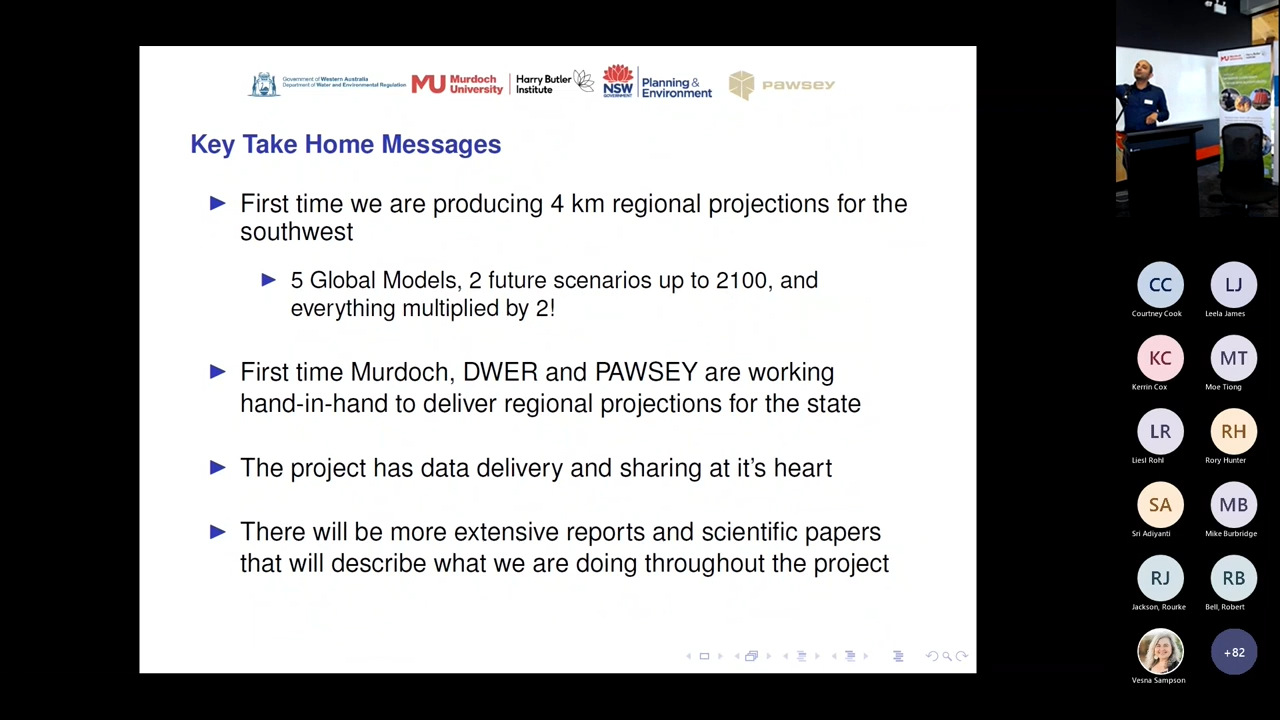 Government of Western Australia
Department of Water and Environmental Regulation
MU Murdoch University
Harry Butler Institute
NSW GOVERNMENT
Planning & Environment
PAWSEY
Key Take Home Messages
First time we are producing 4 km regional projections for the
southwest
5 Global Models, 2 future scenarios up to 2100, and
everything multiplied by 2!
First time Murdoch, DWER and PAWSEY are working
hand-in-hand to deliver regional projections for the state
The project has data delivery and sharing at it's heart
There will be more extensive reports and scientific papers
that will describe what we are doing throughout the project
CC
Courtney Cook
LJ
Leela James
KC
Kerrin Cox
MT
Moe Tiong
LR
Liesl Rohl
RH
Rory Hunter
SA
Sri Adiyanti
MB
Mike Burbridge
RJ
Jackson, Rourke
RB
Bell, Robert
Vesna Sampson
+82